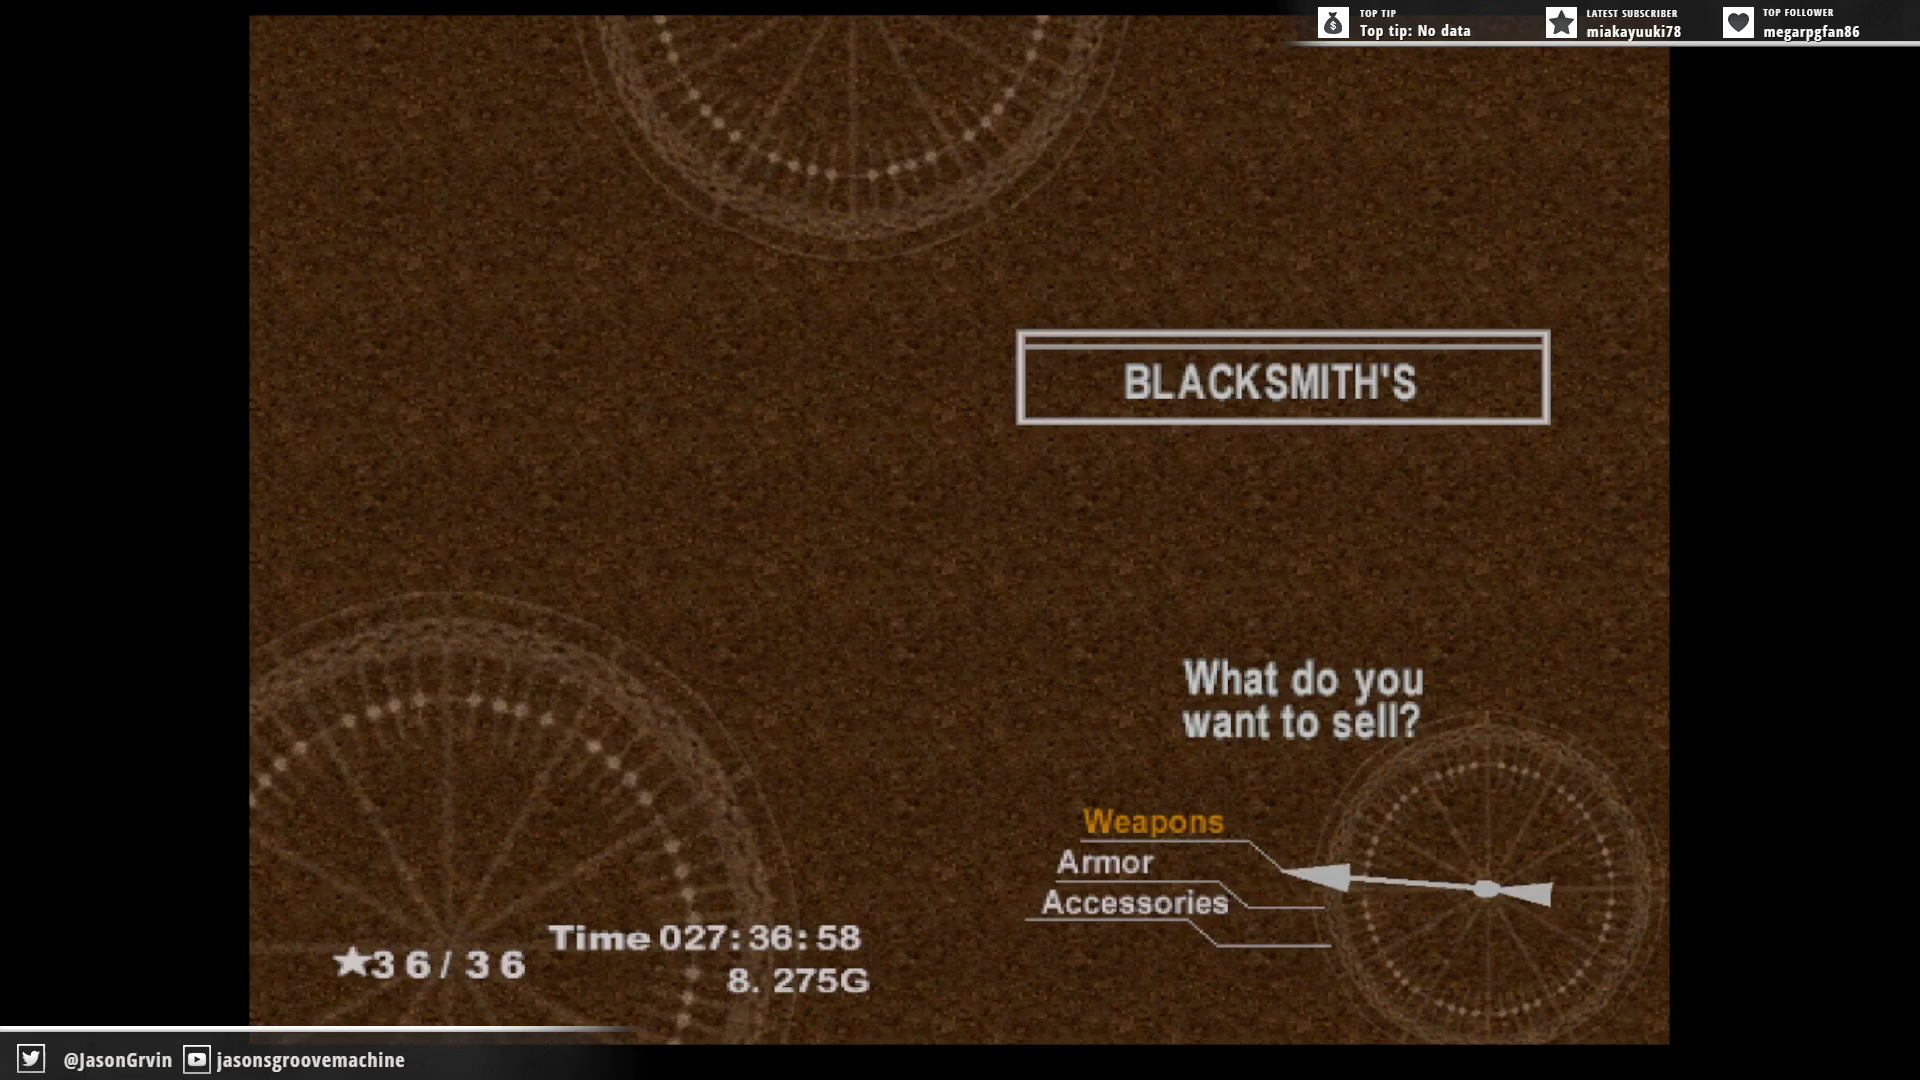 TOP TIP
Top tip: No data
LATEST SUBSCRIBER
miakayuuki78
TOP FOLLOWER
megarpgfan86
BLACKSMITH'S
What do you
want to sell?
Weapons
Armor
Accessories
Time 027:36:58
★36/36
8. 275G
@JasonGrvin
jasonsgroovemachine